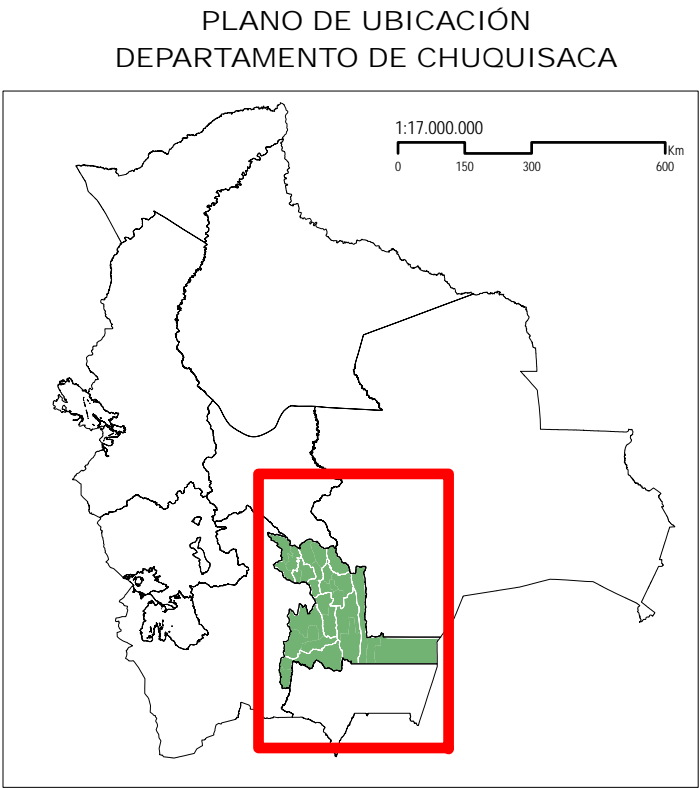 PLANO DE UBICACIÓN
DEPARTAMENTO DE CHUQUISACA
1:17.000.000
Km
0 150 300 600